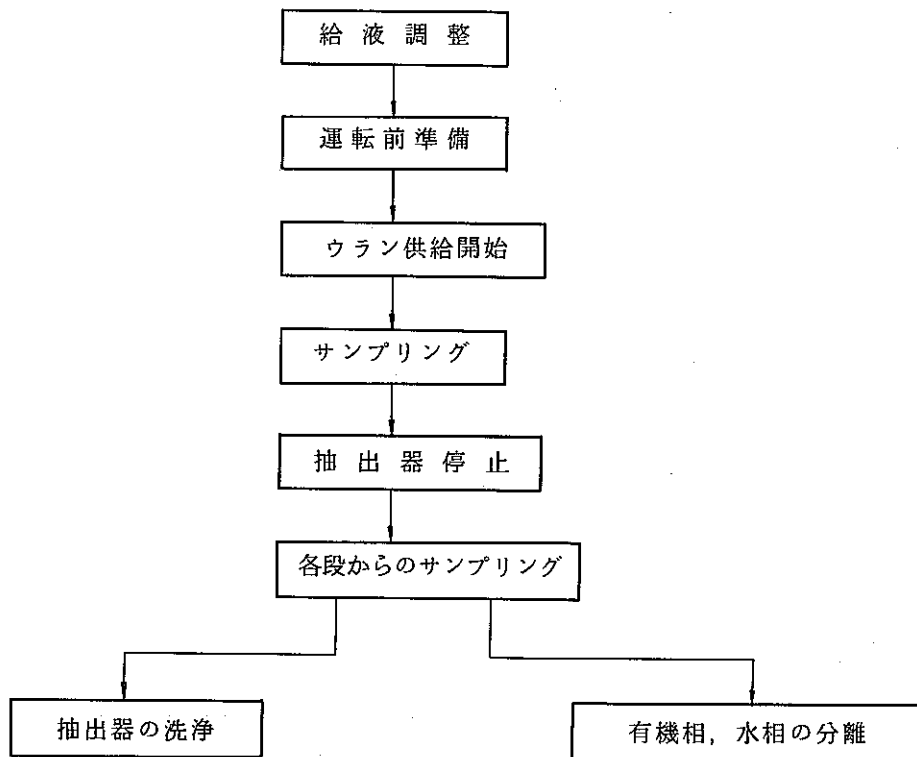 給液調整
運転前準備
ウラン供給開始
サンプリング
抽出器停止
各段からのサンプリング
抽出器の洗浄
有機相，水相の分離